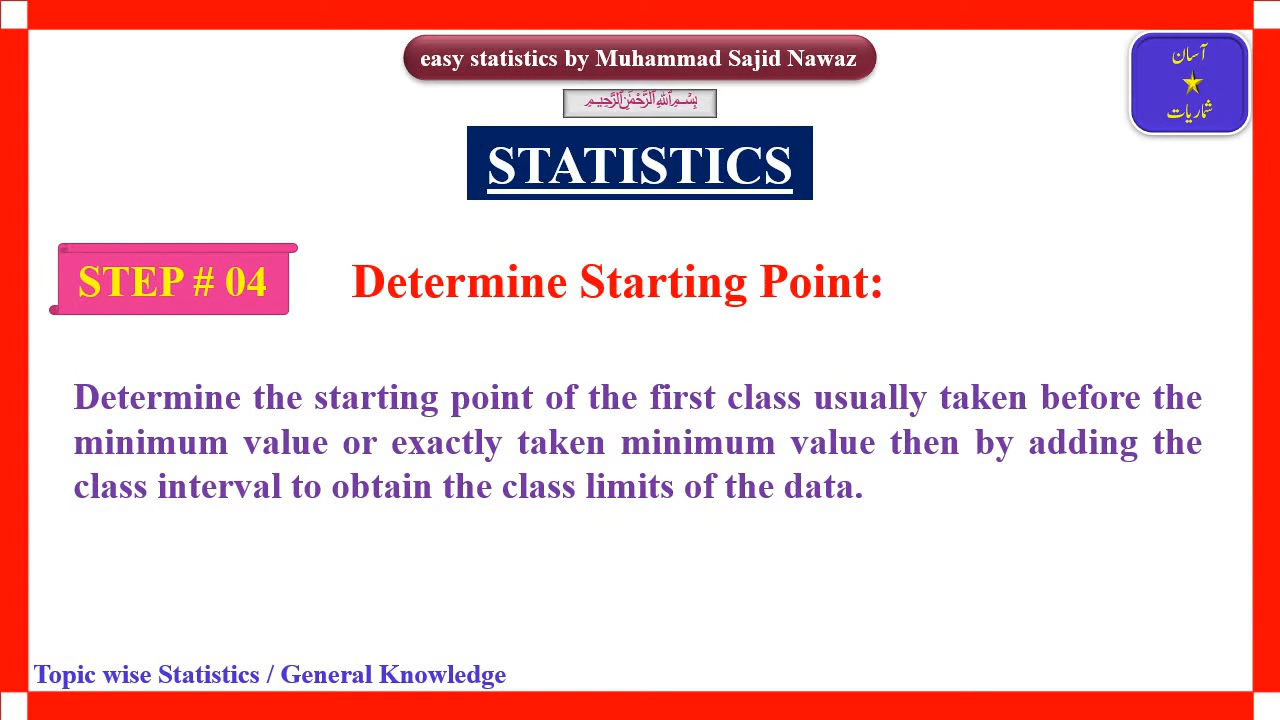 easy statistics by Muhammad Sajid Nawaz
آسان
شماریات
بِسْمِ اللَّهِ الرَّحْمَٰنِ الرَّحِيمِ
STATISTICS
STEP # 04
Determine Starting Point:
Determine the starting point of the first class usually taken before the
minimum value or exactly taken minimum value then by adding the
class interval to obtain the class limits of the data.
Topic wise Statistics / General Knowledge